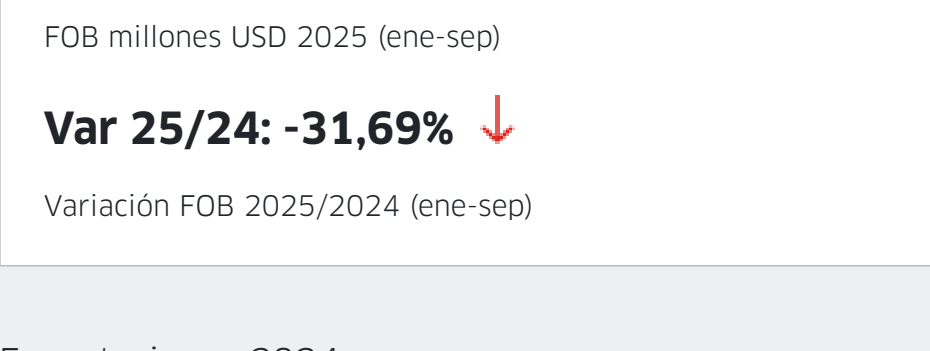 FOB millones USD 2025 (ene-sep)
Var 25/24: -31,69%
Variación FOB 2025/2024 (ene-sep)